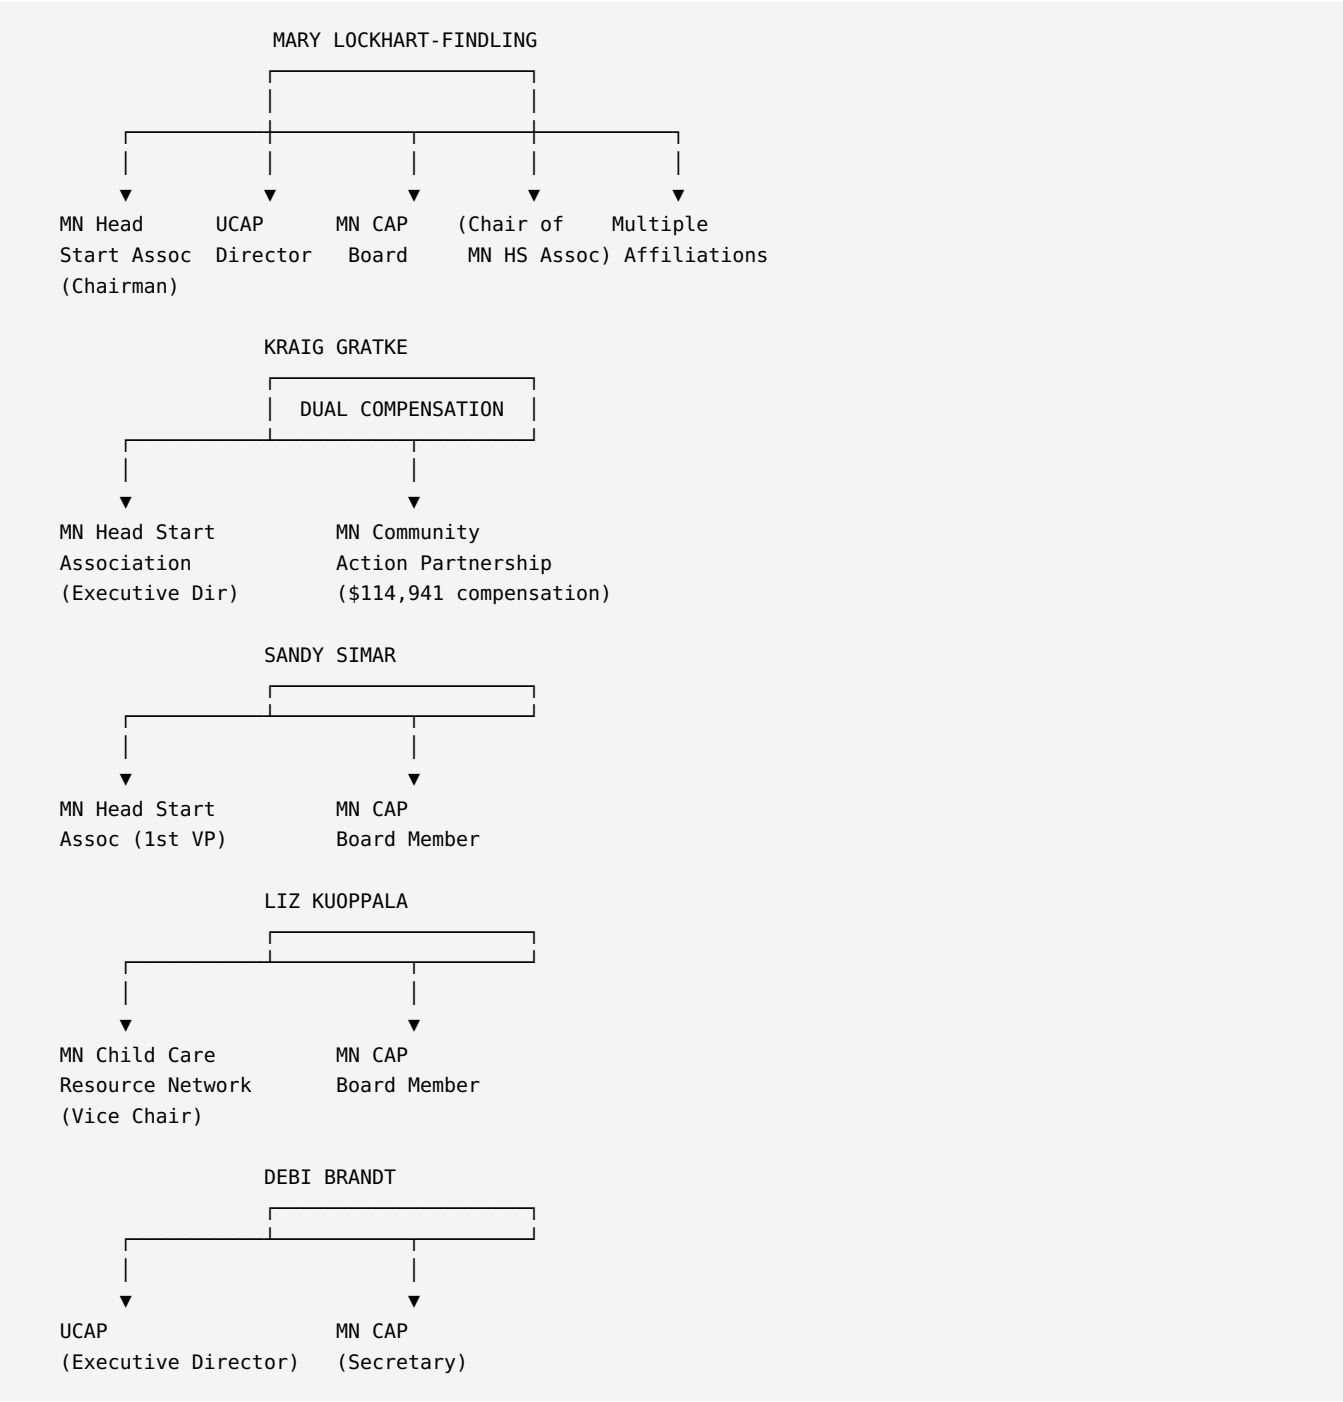 MARY LOCKHART-FINDLING
MN Head UCAP MN CAP (Chair of Multiple
Start Assoc Director Board MN HS Assoc) Affiliations
(Chairman)
KRAIG GRATKE
DUAL COMPENSATION
MN Head Start MN Community
Association Action Partnership
(Executive Dir) ($114,941 compensation)
SANDY SIMAR
MN Head Start MN CAP
Assoc (1st VP) Board Member
LIZ KUOPPALA
MN Child Care MN CAP
Resource Network Board Member
(Vice Chair)
DEBI BRANDT
UCAP MN CAP
(Executive Director) (Secretary)